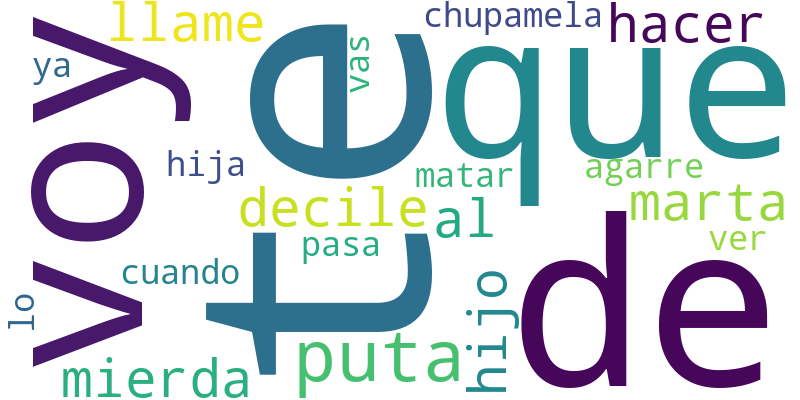 voy
te
que
de
llame
chupamela
hacer
ya
vas
hija
matar
agarre
decile
al
marta
pasa
ver
cuando
lo
hijo
mierda
puta